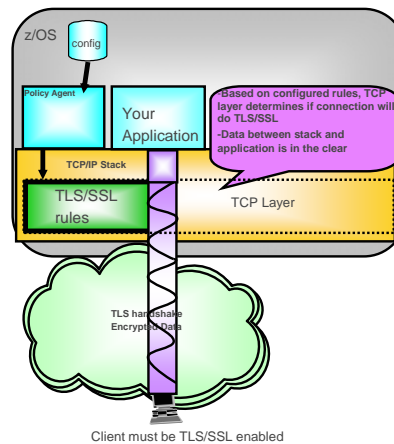 z/OS
config
Policy Agent
Your
Application
-Based on configured rules, TCP
layer determines if connection will
do TLS/SSL
-Data between stack and
application is in the clear
TCP/IP Stack
TLS/SSL
rules
TCP Layer
TLS handshake
Encrypted Data
Client must be TLS/SSL enabled